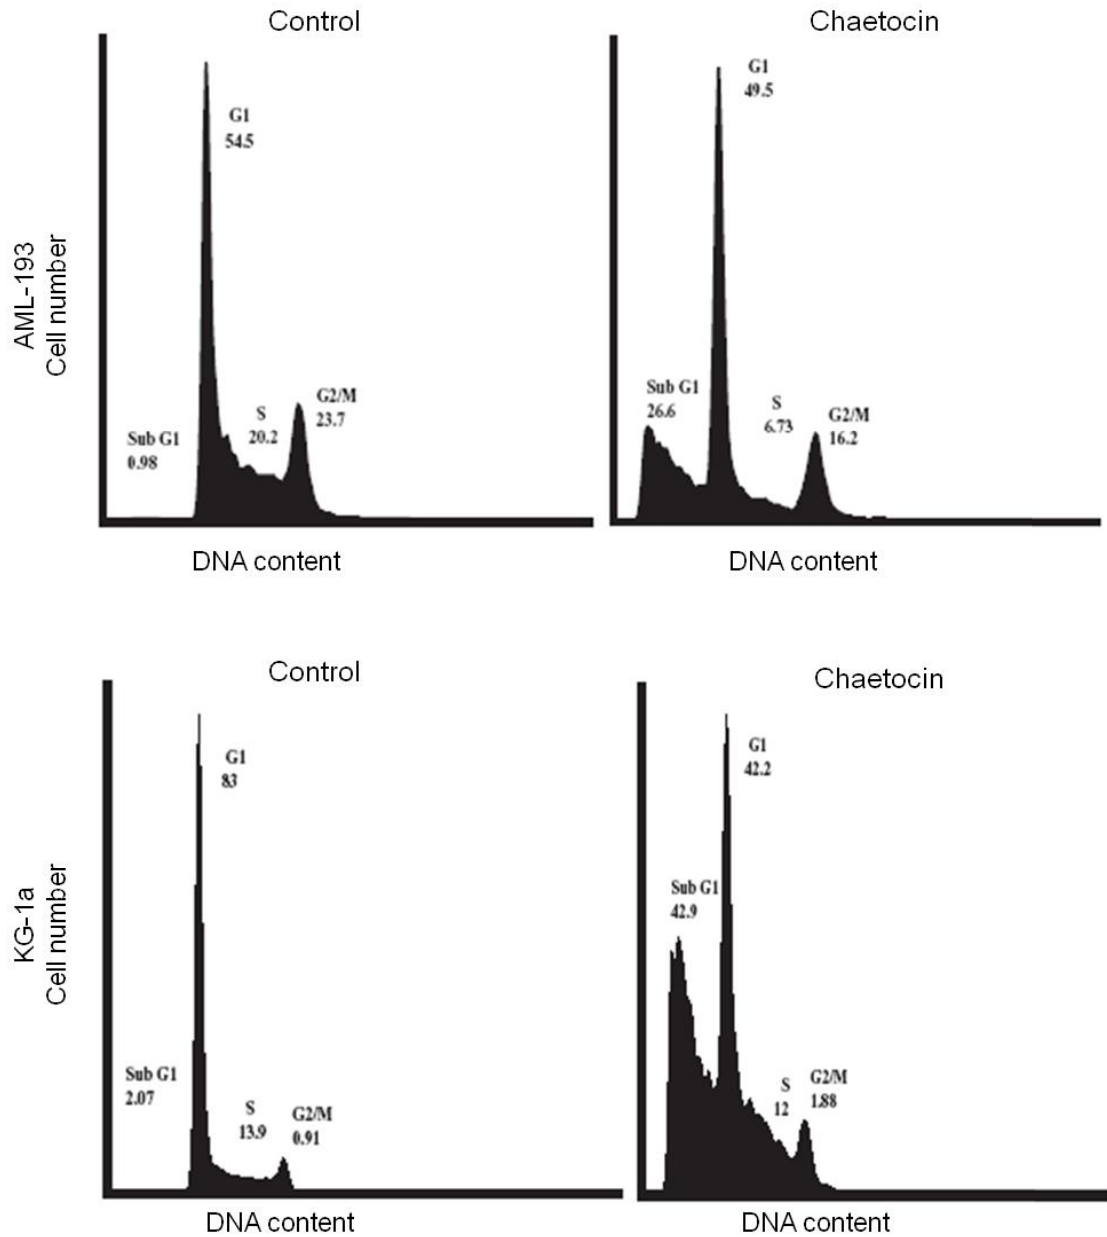 Control
Chaetocin
AML-193
Cell number
G1
54.5
Sub G1
0.98
S
20.2
G2/M
23.7
G1
49.5
Sub G1
26.6
S
6.73
G2/M
16.2
DNA content
DNA content
Control
Chaetocin
KG-1a
Cell number
G1
83
Sub G1
2.07
S
13.9
G2/M
0.91
G1
42.2
Sub G1
42.9
S
12
G2/M
1.88
DNA content
DNA content